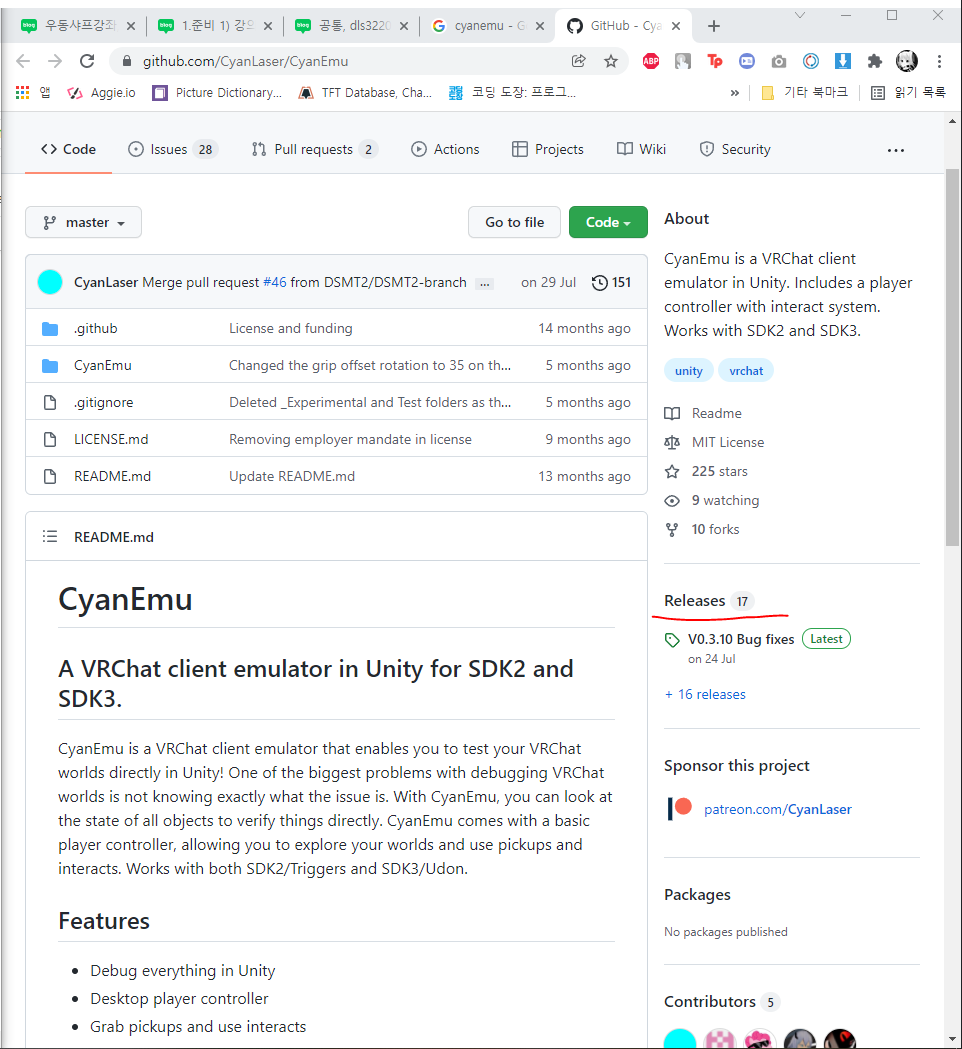 우동샤프강좌
1.준비 1) 강의
공통, dls3220
cyanemu - G
GitHub - Cya
github.com/CyanLaser/CyanEmu
앱
Aggie.io
Picture Dictionary...
TFT Database, Cha...
코딩 도장: 프로그...
»
기타 북마크
읽기 목록
Code
Issues 28
Pull requests 2
Actions
Projects
Wiki
Security
...
master
Go to file
Code
CyanLaser Merge pull request #46 from DSMT2/DSMT2-branch ... on 29 Jul 151
.github License and funding 14 months ago
CyanEmu Changed the grip offset rotation to 35 on th... 5 months ago
.gitignore Deleted _Experimental and Test folders as th... 5 months ago
LICENSE.md Removing employer mandate in license 9 months ago
README.md Update README.md 13 months ago
README.md
CyanEmu
A VRChat client emulator in Unity for SDK2 and
SDK3.
CyanEmu is a VRChat client emulator that enables you to test your VRChat
worlds directly in Unity! One of the biggest problems with debugging VRChat
worlds is not knowing exactly what the issue is. With CyanEmu, you can look at
the state of all objects to verify things directly. CyanEmu comes with a basic
player controller, allowing you to explore your worlds and use pickups and
interacts. Works with both SDK2/Triggers and SDK3/Udon.
Features
• Debug everything in Unity
• Desktop player controller
• Grab pickups and use interacts
About
CyanEmu is a VRChat client
emulator in Unity. Includes a player
controller with interact system.
Works with SDK2 and SDK3.
unity vrchat
Readme
MIT License
225 stars
9 watching
10 forks
Releases 17
V0.3.10 Bug fixes Latest
on 24 Jul
+ 16 releases
Sponsor this project
patreon.com/CyanLaser
Packages
No packages published
Contributors 5